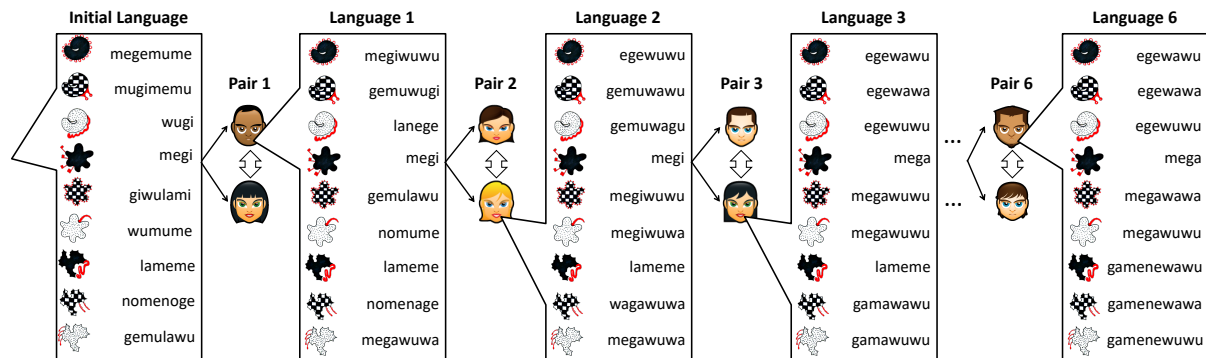 Initial Language
megemume
mugimemu
wugi
megi
giwulami
wumume
lameme
nomenoge
gemulawu
Pair 1
Language 1
megiwuwu
gemuwugi
lanege
megi
gemulawu
nomume
lameme
nomenage
megawuwa
Pair 2
Language 2
egewuwu
gemuwawu
gemuwagu
megi
megiwuwu
megiwuwa
lameme
wagawuwa
megawuwa
Pair 3
Language 3
egewawu
egewawa
egewuwu
mega
megawuwu
megawuwu
lameme
gamawawu
gamawuwu
...
...
Pair 6
Language 6
egewawu
egewawa
egewuwu
mega
megawawa
megawuwu
gamenewawu
gamenewawa
gamenewuwu